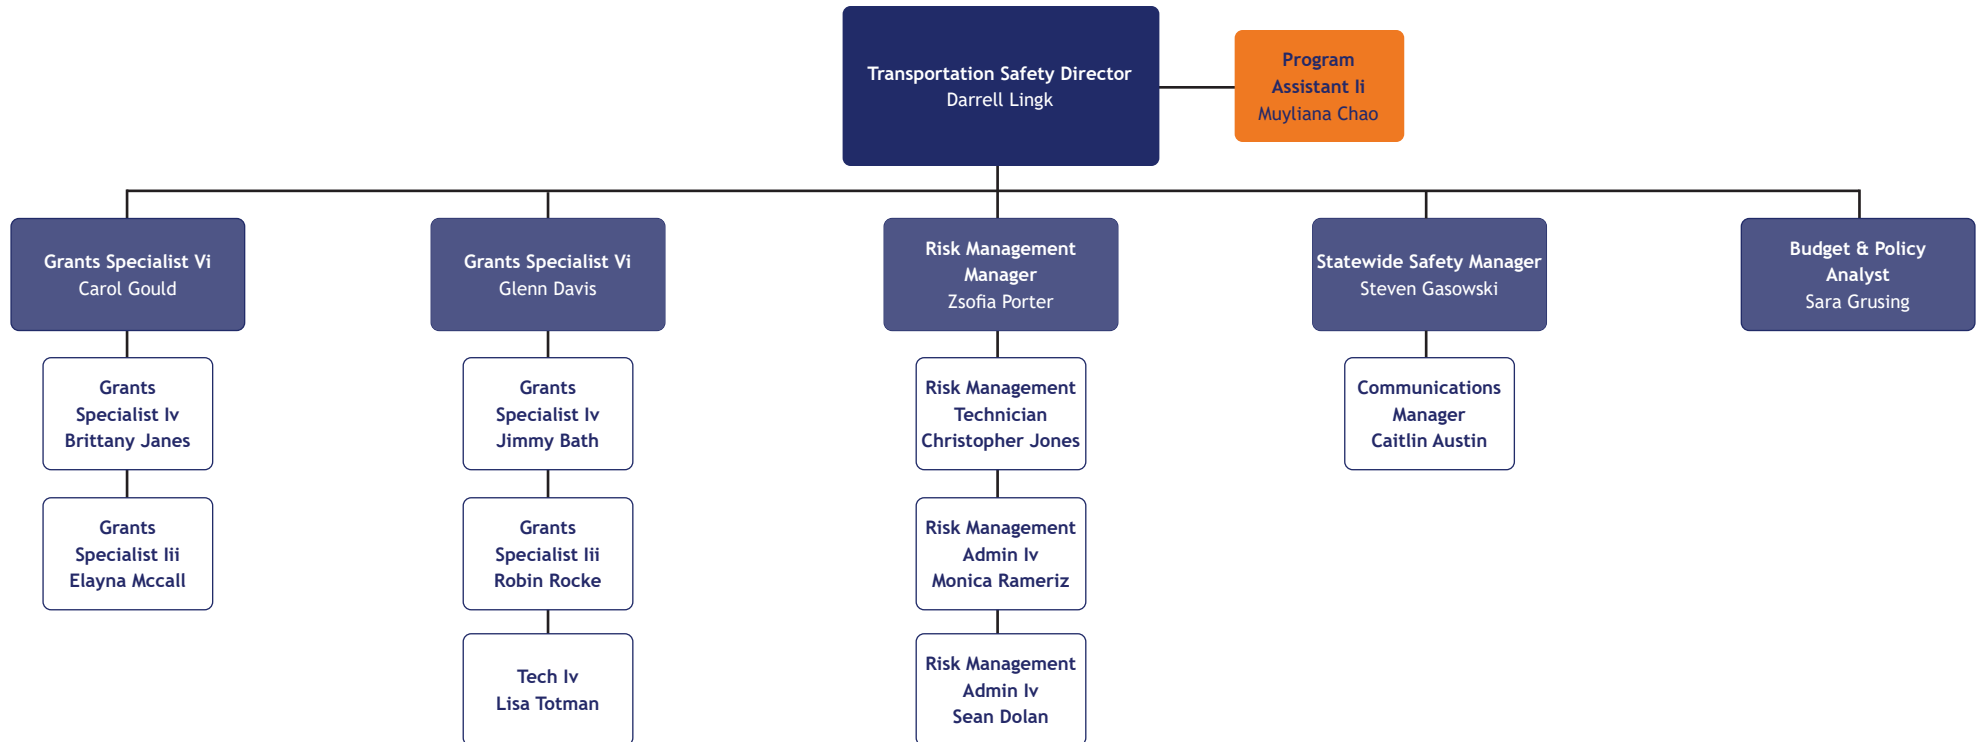 Transportation Safety Director
Darrell Lingk
Program
Assistant Ii
Muyliana Chao
Grants Specialist Vi
Carol Gould
Grants Specialist Vi
Glenn Davis
Risk Management
Manager
Zsofia Porter
Statewide Safety Manager
Steven Gasowski
Budget & Policy
Analyst
Sara Grusing
Grants
Specialist Iv
Brittany Janes
Grants
Specialist Iv
Jimmy Bath
Risk Management
Technician
Christopher Jones
Communications
Manager
Caitlin Austin
Grants
Specialist Iii
Elayna Mccall
Grants
Specialist Iii
Robin Rocke
Risk Management
Admin Iv
Monica Rameriz
Tech Iv
Lisa Totman
Risk Management
Admin Iv
Sean Dolan